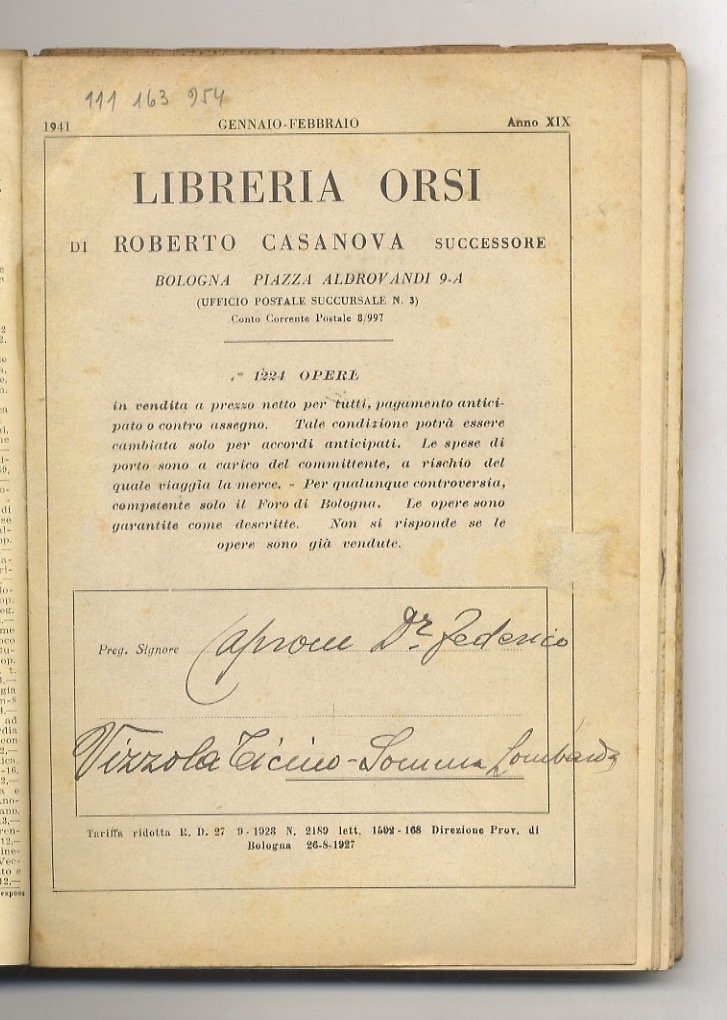 111 163 954
1941 GENNAIO-FEBBRAIO Anno XIX
LIBRERIA ORSI
DI ROBERTO CASANOVA SUCCESSORE
BOLOGNA PIAZZA ALDROVANDI 9-A
(UFFICIO POSTALE SUCCURSALE N. 3)
Conto Corrente Postale 8/997
1224 OPERE
in vendita a prezzo netto per tutti, pagamento antici-
pato o contro assegno. Tale condizione potrà essere
cambiata solo per accordi anticipati. Le spese di
porto sono a carico del committente, a rischio del
quale viaggia la merce. - Per qualunque controversia,
competente solo il Foro di Bologna. Le opere sono
garantite come descritte. Non si risponde se le
opere sono già vendute.
Preg. Signore Caproni Dr. Federico
Vizzola Ticino - Somma Lombarda
Tariffa ridotta R. D. 27 9-1923 N. 2189 lett. 1592-168 Direzione Prov. di
Bologna 26-8-1927